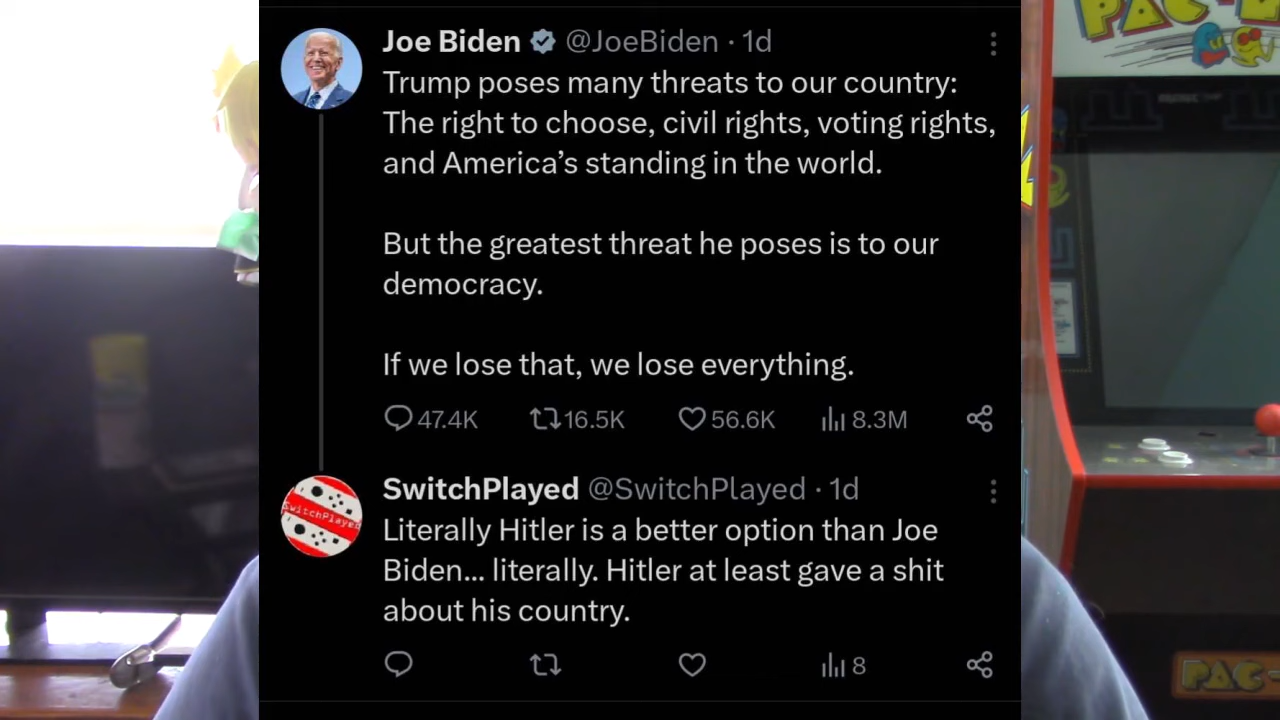 PAC-M
Joe Biden @JoeBiden · 1d
Trump poses many threats to our country:
The right to choose, civil rights, voting rights,
and America’s standing in the world.
But the greatest threat he poses is to our
democracy.
If we lose that, we lose everything.
47.4K 16.5K 56.6K 8.3M
SwitchPlayed @SwitchPlayed · 1d
SwitchPlayed
Literally Hitler is a better option than Joe
Biden... literally. Hitler at least gave a shit
about his country.
8
PAC-